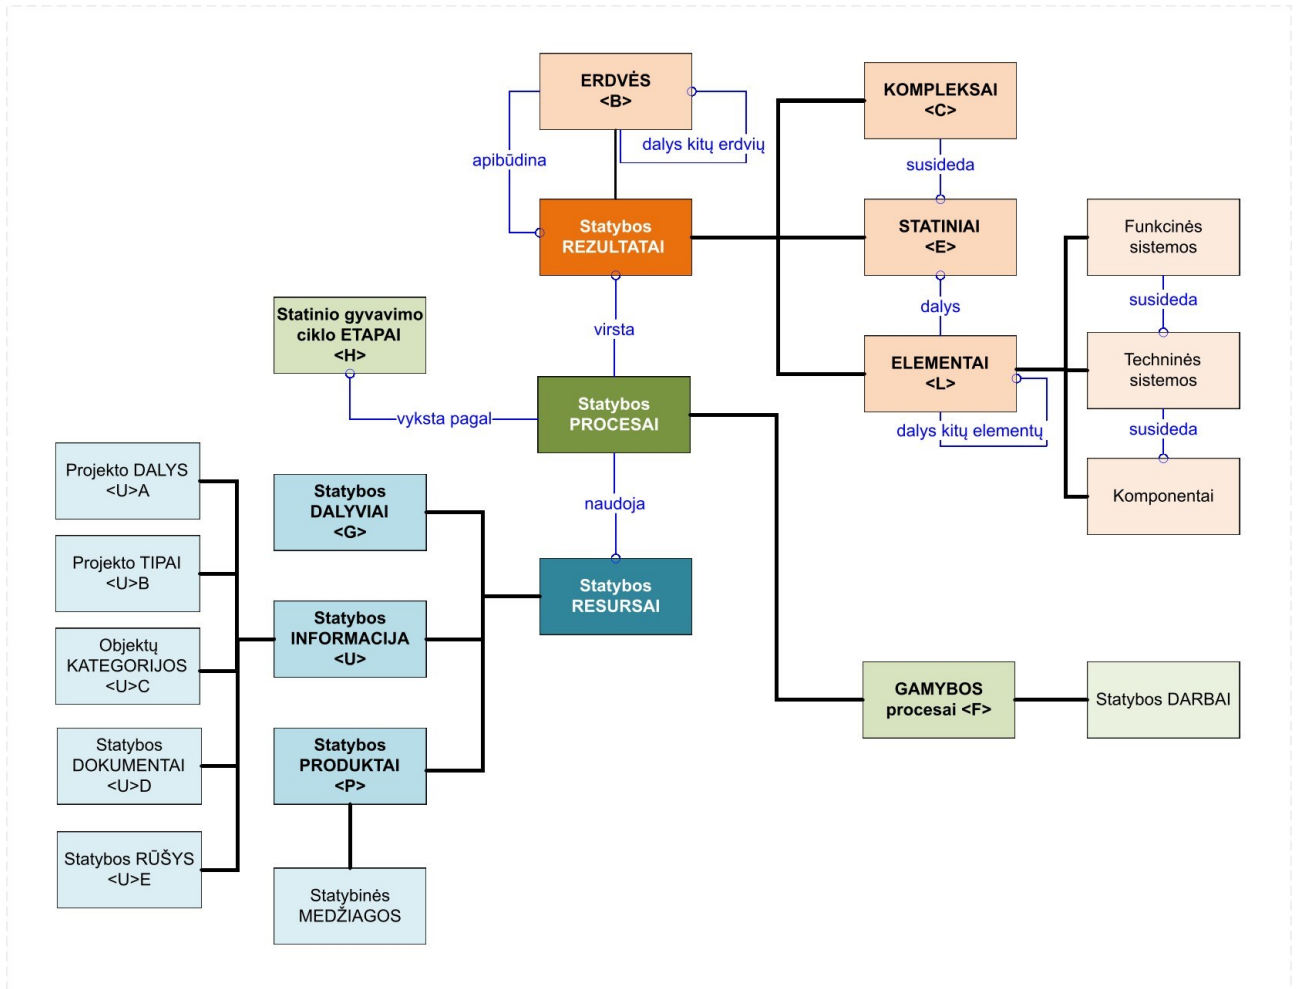 ERDVĖS
<B>
dalys kitų erdvių
apibūdina
KOMPLEKSAI
<C>
susideda
Statybos
REZULTATAI
STATINIAI
<E>
Funkcinės
sistemos
susideda
dalys
virsta
Statinio gyvavimo
ciklo ETAPAI
<H>
ELEMENTAI
<L>
Techninės
sistemos
susideda
dalys kitų elementų
vyksta pagal
Statybos
PROCESAI
Komponentai
Projekto DALYS
<U>A
Statybos
DALYVIAI
<G>
naudoja
Projekto TIPAI
<U>B
Statybos
RESURSAI
Statybos
INFORMACIJA
<U>
Objektų
KATEGORIJOS
<U>C
GAMYBOS
procesai <F>
Statybos DARBAI
Statybos
DOKUMENTAI
<U>D
Statybos
PRODUKTAI
<P>
Statybos RŪŠYS
<U>E
Statybinės
MEDŽIAGOS